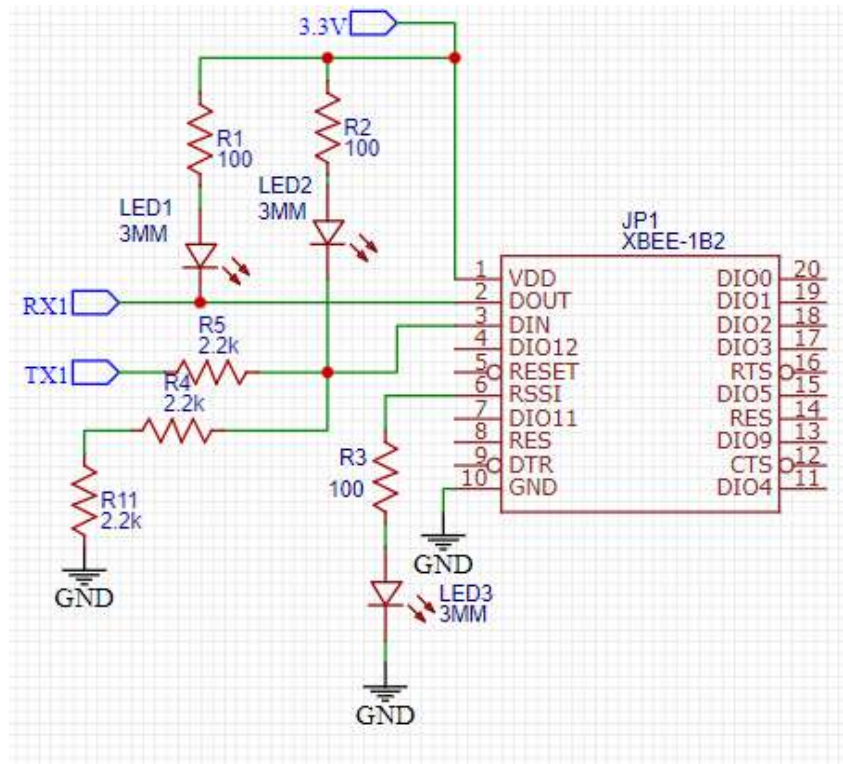 3.3V
R1
100
R2
100
LED1
3MM
LED2
3MM
JP1
XBEE-1B2
RX1
TX1
R5
2.2k
R4
2.2k
R11
2.2k
GND
R3
100
LED3
3MM
GND
GND
1 VDD
2 DOUT
3 DIN
4 DIO12
5 RESET
6 RSSI
7 DIO11
8 RES
9 DTR
10 GND
DIO0 20
DIO1 19
DIO2 18
DIO3 17
RTS 16
DIO5 15
RES 14
DIO9 13
CTS 12
DIO4 11